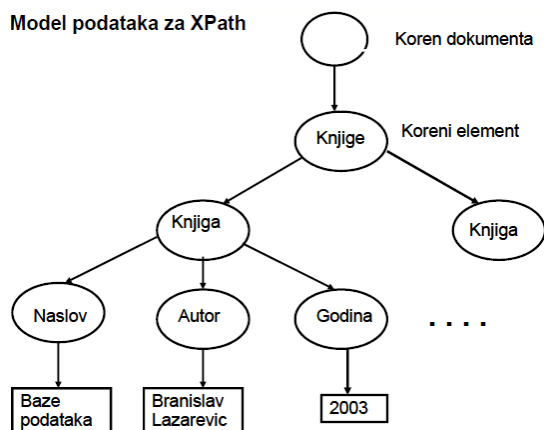 Model podataka za XPath
Koren dokumenta
Knjige
Koreni element
Knjiga
Knjiga
Naslov
Autor
Godina
. . . .
Baze
podataka
Branislav
Lazarevic
2003